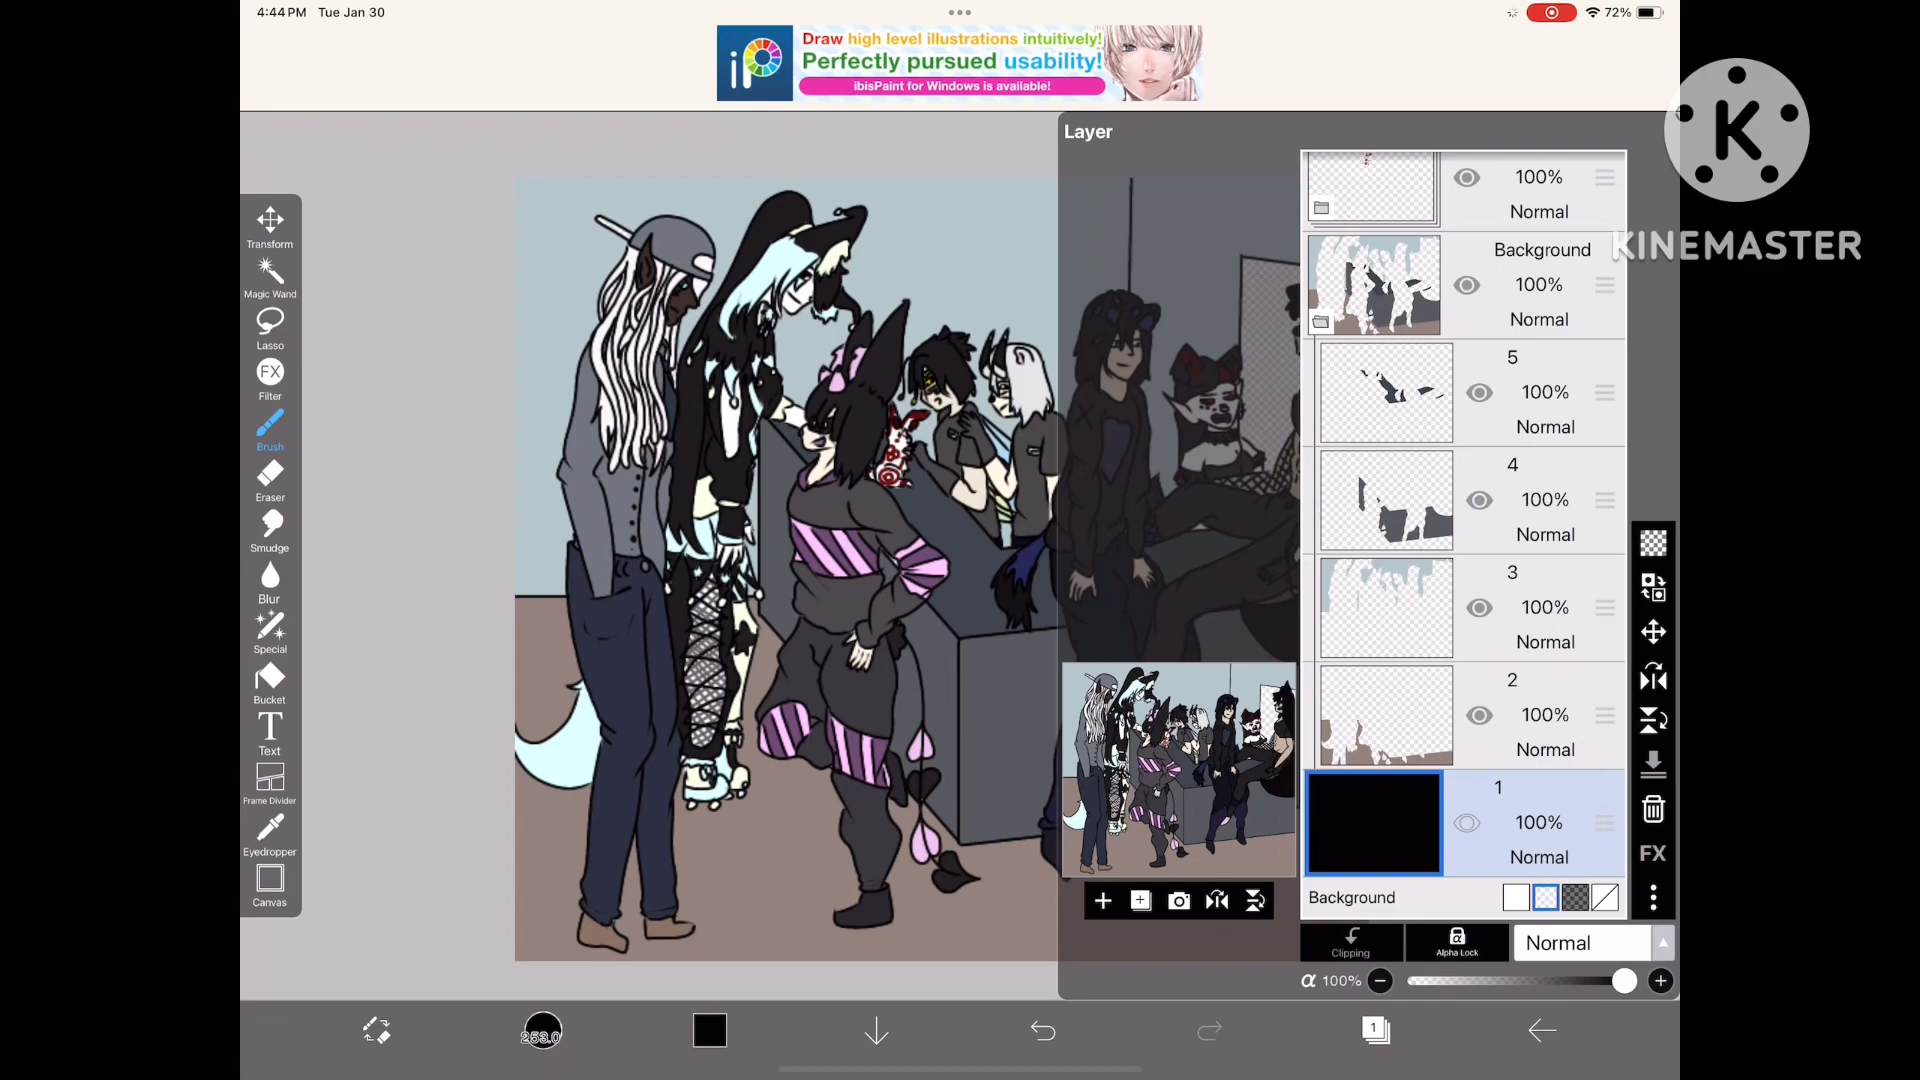 4:44 PM Tue Jan 30
72%
iP
Draw high level illustrations intuitively!
Perfectly pursued usability!
ibisPaint for Windows is available!
K
KINEMASTER
Layer
100%
Normal
Background
100%
Normal
5
100%
Normal
4
100%
Normal
3
100%
Normal
2
100%
Normal
1
100%
Normal
Background
Clipping
α
Alpha Lock
Normal
α 100%
FX
Transform
Magic Wand
Lasso
FX
Filter
Brush
Eraser
Smudge
Blur
Special
Bucket
T
Text
Frame Divider
Eyedropper
Canvas
253.0
1